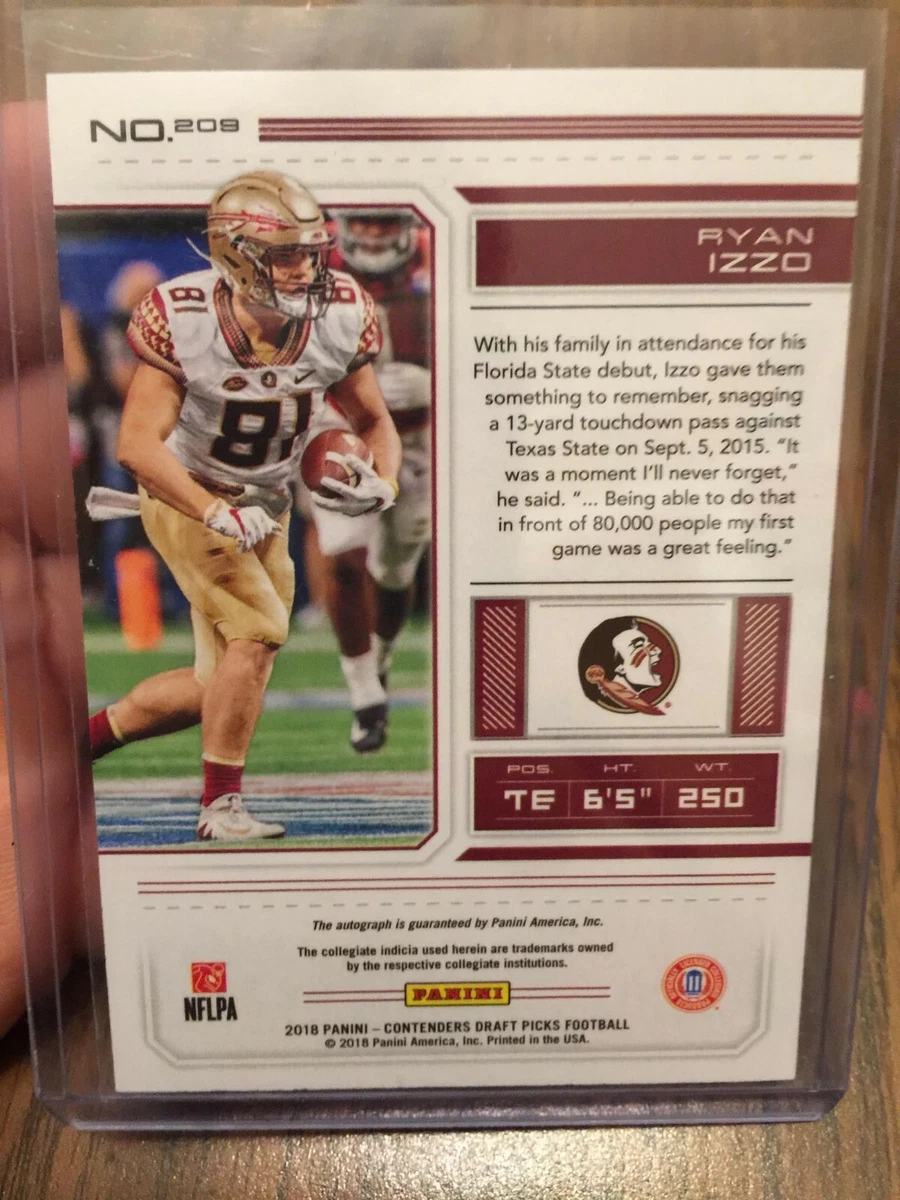 NO.209
RYAN
IZZO
81
81
81
With his family in attendance for his
Florida State debut, Izzo gave them
something to remember, snagging
a 13-yard touchdown pass against
Texas State on Sept. 5, 2015. "It
was a moment I'll never forget,"
he said. "... Being able to do that
in front of 80,000 people my first
game was a great feeling."
POS. HT. WT.
TE 6'5" 250
The autograph is guaranteed by Panini America, Inc.
The collegiate indicia used herein are trademarks owned
by the respective collegiate institutions.
NFLPA
PANINI
2018 PANINI – CONTENDERS DRAFT PICKS FOOTBALL
© 2018 Panini America, Inc. Printed in the USA.